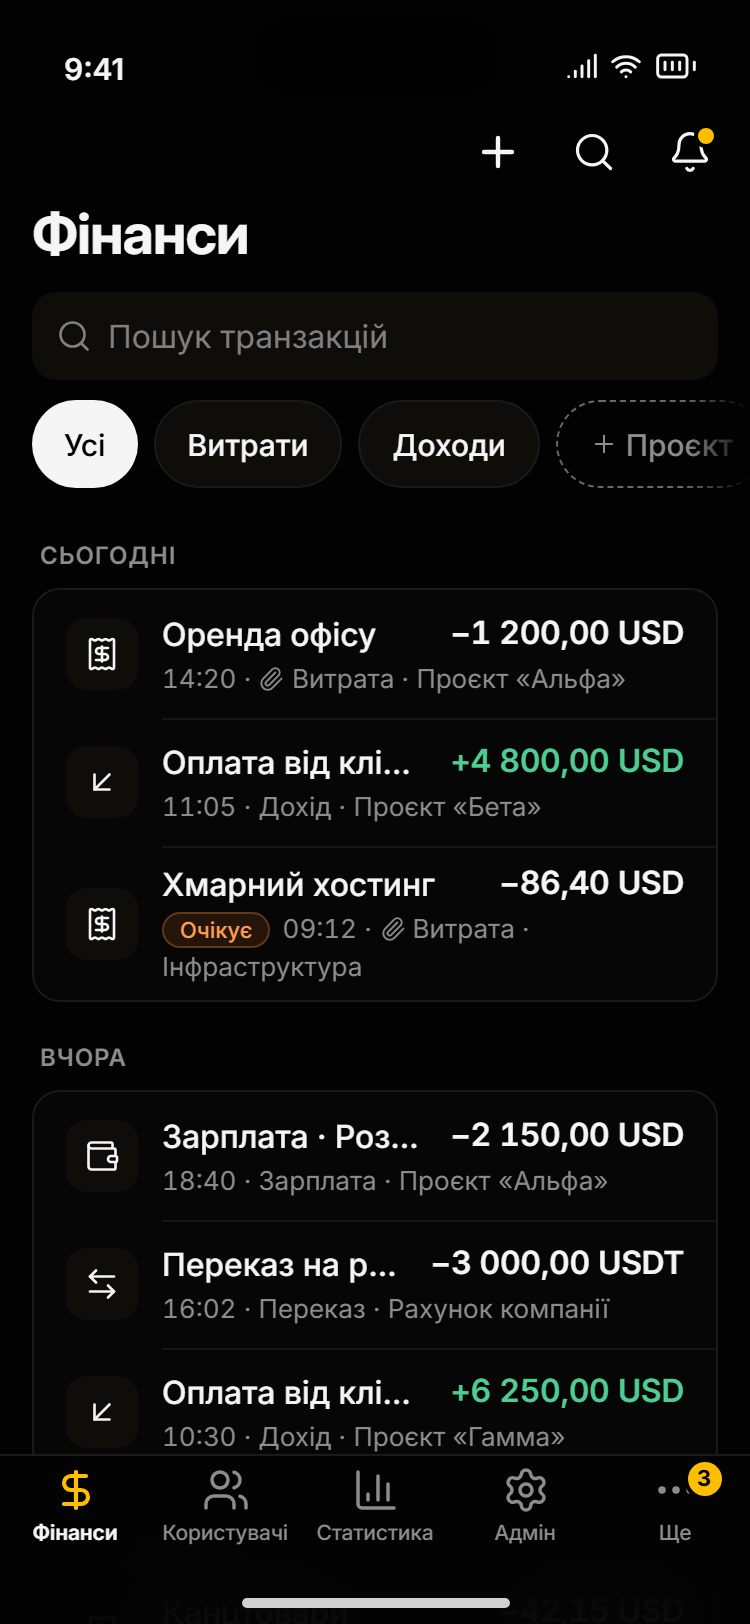 9:41
Фінанси
Пошук транзакцій
Усі
Витрати
Доходи
+ Проєкт
СЬОГОДНІ
Оренда офісу
−1 200,00 USD
14:20 · Витрата · Проєкт «Альфа»
Оплата від клі...
+4 800,00 USD
11:05 · Дохід · Проєкт «Бета»
Хмарний хостинг
−86,40 USD
Очікує 09:12 · Витрата ·
Інфраструктура
ВЧОРА
Зарплата · Роз...
−2 150,00 USD
18:40 · Зарплата · Проєкт «Альфа»
Переказ на р...
−3 000,00 USDT
16:02 · Переказ · Рахунок компанії
Оплата від клі...
+6 250,00 USD
10:30 · Дохід · Проєкт «Гамма»
3
Фінанси
Користувачі
Статистика
Адмін
Ще
Канцтовари
−42,15 USD